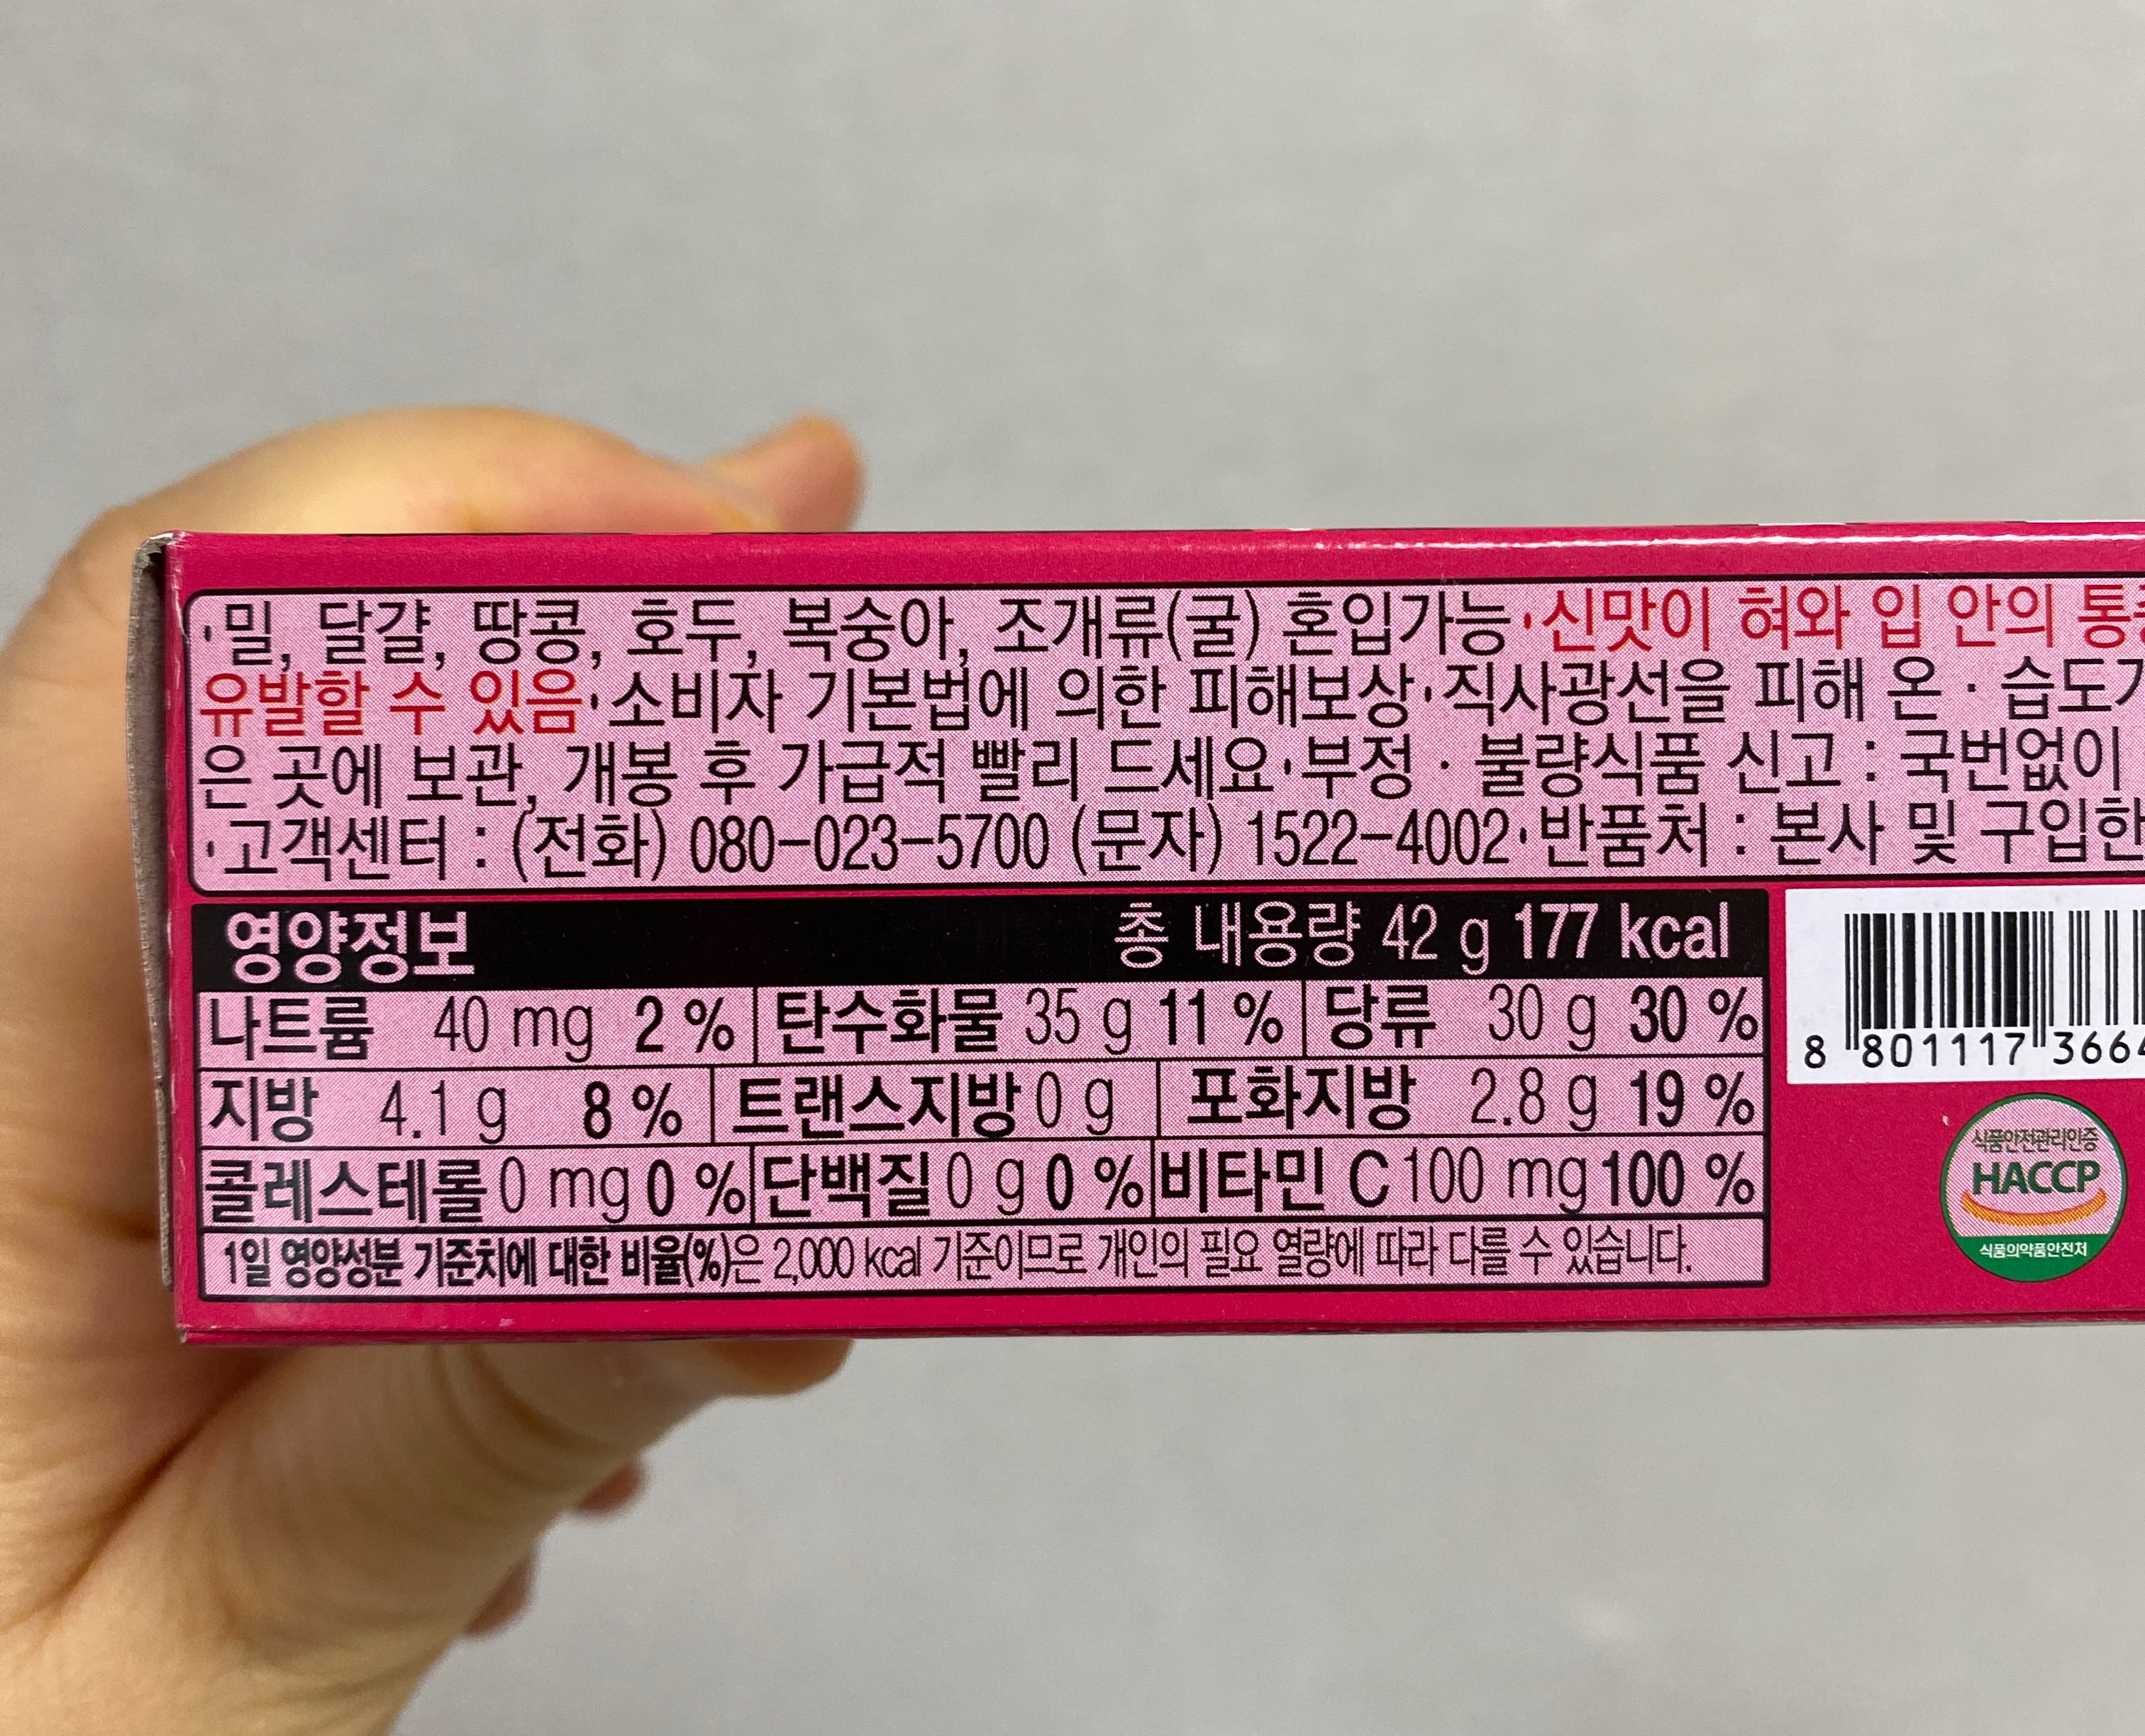 ·밀, 달걀, 땅콩, 호두, 복숭아, 조개류(굴) 혼입가능·신맛이 혀와 입 안의
유발할 수 있음·소비자 기본법에 의한 피해보상·직사광선을 피해 온·습도가
은 곳에 보관, 개봉 후 가급적 빨리 드세요·부정·불량식품 신고 : 국번없이
·고객센터 : (전화) 080-023-5700 (문자) 1522-4002·반품처 : 본사 및 구입한
영양정보 총 내용량 42 g 177 kcal
나트륨 40 mg 2 % 탄수화물 35 g 11 % 당류 30 g 30 %
지방 4.1 g 8 % 트랜스지방 0 g 포화지방 2.8 g 19 %
콜레스테롤 0 mg 0 % 단백질 0 g 0 % 비타민 C 100 mg 100 %
1일 영양성분 기준치에 대한 비율(%)은 2,000 kcal 기준이므로 개인의 필요 열량에 따라 다를 수 있습니다.
8 801117 366
식품안전관리인증
HACCP
식품의약품안전처